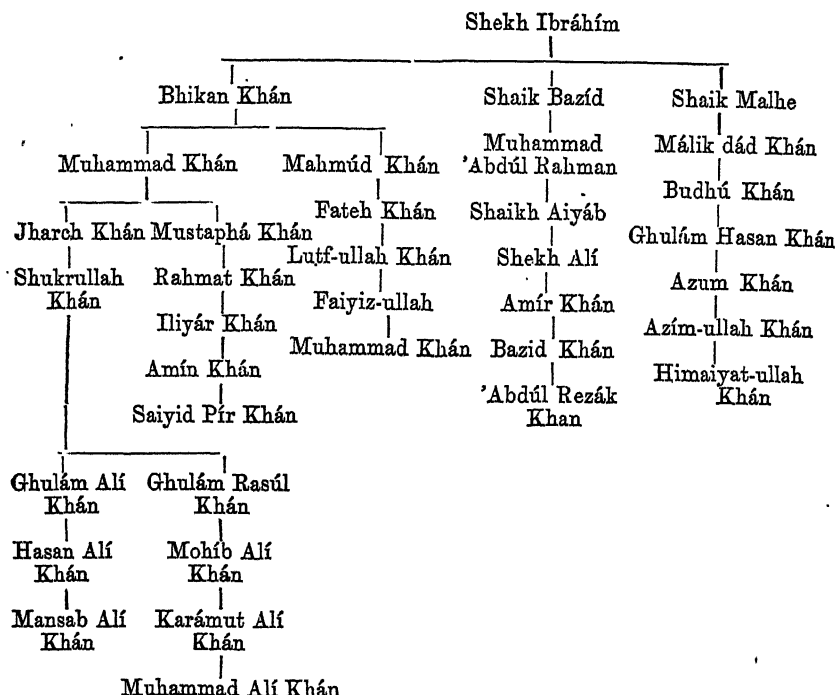 Shekh Ibráhím
Bhikan Khán Shaik Bazíd Shaik Malhe
Muhammad Khán Mahmúd Khán Muhammad 'Abdúl Rahman Málik dád Khán
Jharch Khán Mustaphá Khán Fateh Khán Shaikh Aiyáb Budhú Khán
Shukrullah Khán Rahmat Khán Lutf-ullah Khán Shekh Alí Ghulám Hasan Khán
Iliyár Khán Faiyiz-ullah Amír Khán Azum Khán
Amín Khán Muhammad Khán Bazid Khán Azím-ullah Khán
Saiyid Pír Khán 'Abdúl Rezák Khan Himaiyat-ullah Khán
Ghulám Alí Khán Ghulám Rasúl Khán
Hasan Alí Khán Mohíb Alí Khán
Mansab Alí Khán Karámut Alí Khán
Muhammad Alí Khán